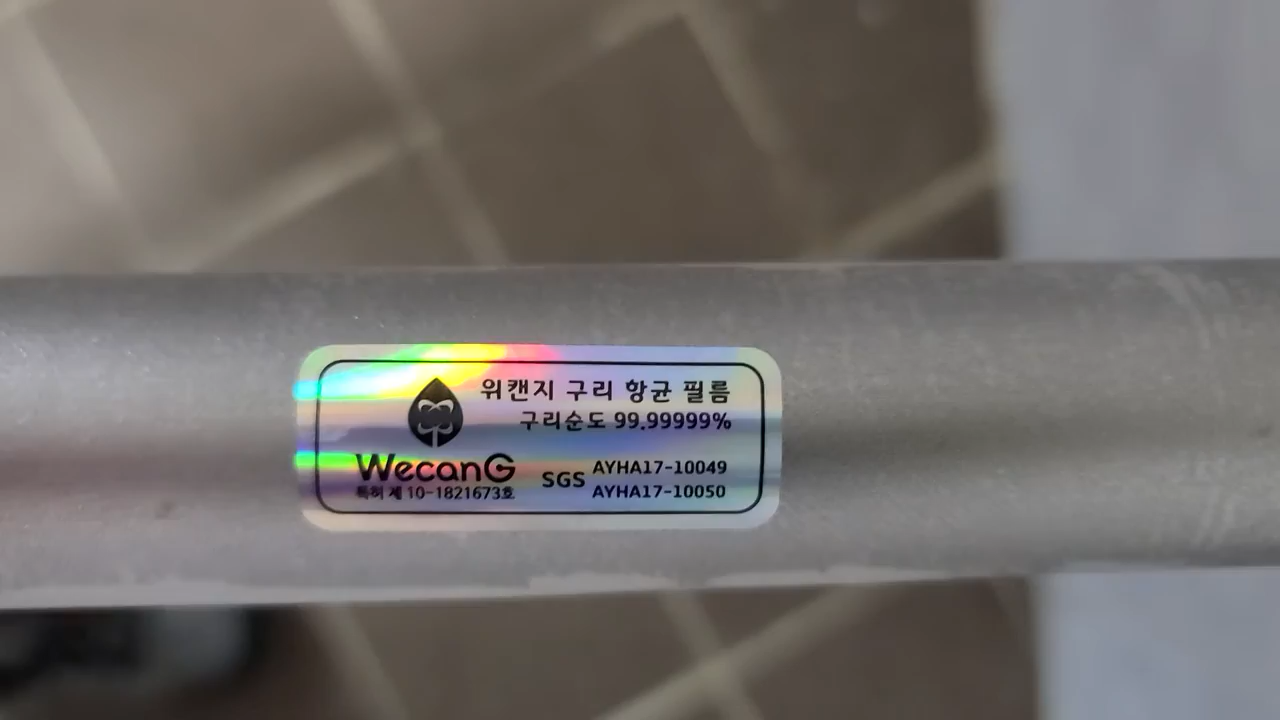 위캔지 구리 항균 필름
구리순도 99.99999%
WecanG
특허 제 10-1821673호
SGS
AYHA17-10049
AYHA17-10050